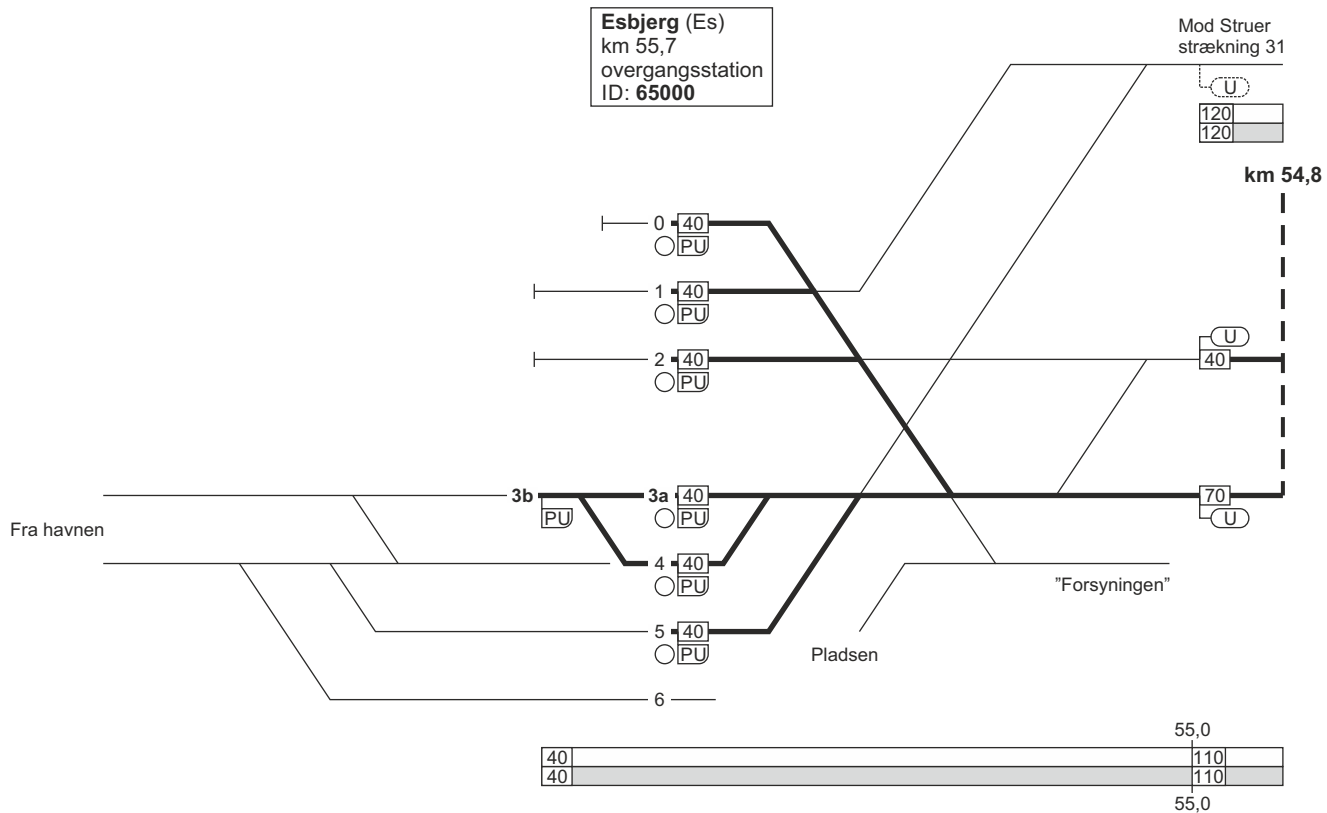 Esbjerg (Es)
km 55,7
overgangsstation
ID: 65000
Mod Struer
strækning 31
U
120
120
km 54,8
0 40
PU
1 40
PU
U
2 40
40
PU
3b
3a 40
70
PU
PU
U
Fra havnen
4 40
PU
"Forsyningen"
5 40
PU
Pladsen
6
55,0
40
110
40
110
55,0